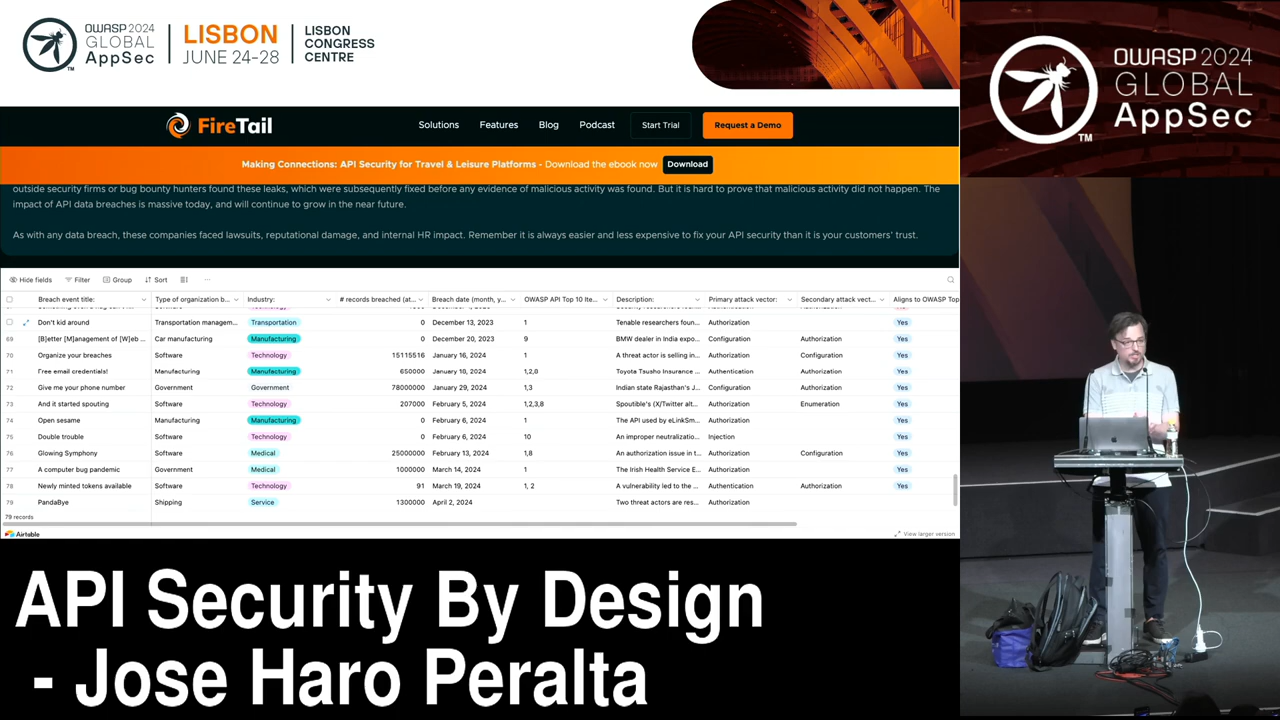 OWASP 2024
GLOBAL
AppSec
TM
LISBON
JUNE 24-28
LISBON
CONGRESS
CENTRE
OWASP 2024
GLOBAL
AppSec
TM
FireTail
Solutions Features Blog Podcast Start Trial Request a Demo
Making Connections: API Security for Travel & Leisure Platforms - Download the ebook now Download
outside security firms or bug bounty hunters found these leaks, which were subsequently fixed before any evidence of malicious activity was found. But it is hard to prove that malicious activity did not happen. The
impact of API data breaches is massive today, and will continue to grow in the near future.
As with any data breach, these companies faced lawsuits, reputational damage, and internal HR impact. Remember it is always easier and less expensive to fix your API security than it is your customers' trust.
Hide fields Filter Group Sort ...
Breach event title: Type of organization b... Industry: # records breached (at... Breach date (month, y... OWASP API Top 10 Ite... Description: Primary attack vector: Secondary attack vect... Aligns to OWASP Top
Don't kid around Transportation managem... Transportation 0 December 13, 2023 1 Tenable researchers foun... Authorization Yes
69 [B]etter [M]anagement of [W]eb ... Car manufacturing Manufacturing 0 December 20, 2023 9 BMW dealer in India expo... Configuration Authorization Yes
70 Organize your breaches Software Technology 15115516 January 16, 2024 1 A threat actor is selling in... Authorization Configuration Yes
71 Free email credentials! Manufacturing Manufacturing 650000 January 18, 2024 1,2,8 Toyota Tsusho Insurance ... Authentication Authorization Yes
72 Give me your phone number Government Government 78000000 January 29, 2024 1,3 Indian state Rajasthan's J... Configuration Authorization Yes
73 And it started spouting Software Technology 207000 February 5, 2024 1,2,3,8 Spoutible's (X/Twitter alt... Authorization Enumeration Yes
74 Open sesame Manufacturing Manufacturing 0 February 6, 2024 1 The API used by eLinkSm... Authorization Yes
75 Double trouble Software Technology 0 February 6, 2024 10 An improper neutralizatio... Injection Yes
76 Glowing Symphony Software Medical 25000000 February 13, 2024 1,8 An authorization issue in t... Authorization Configuration Yes
77 A computer bug pandemic Government Medical 1000000 March 14, 2024 1 The Irish Health Service E... Authorization Yes
78 Newly minted tokens available Software Technology 91 March 19, 2024 1, 2 A vulnerability led to the ... Authentication Authorization Yes
79 PandaBye Shipping Service 1300000 April 2, 2024 Two threat actors are res... Authorization
79 records
Airtable View larger version
API Security By Design
- Jose Haro Peralta